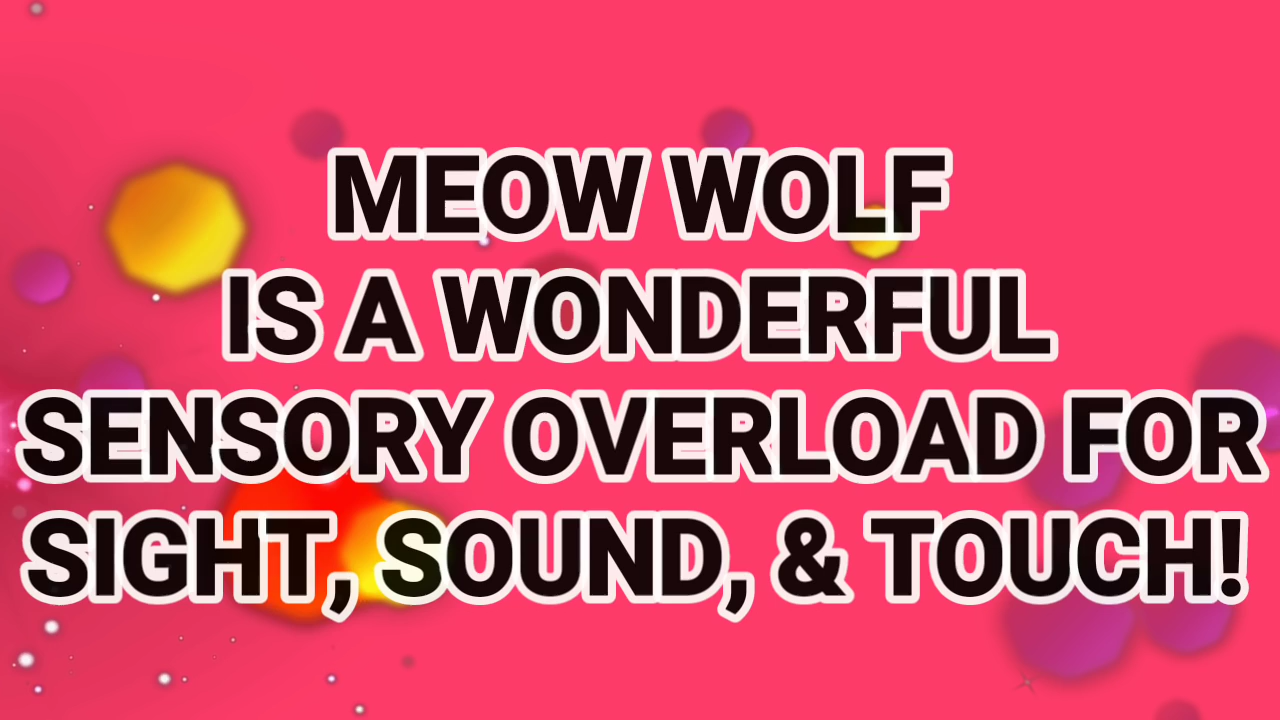 MEOW WOLF
IS A WONDERFUL
SENSORY OVERLOAD FOR
SIGHT, SOUND, & TOUCH!